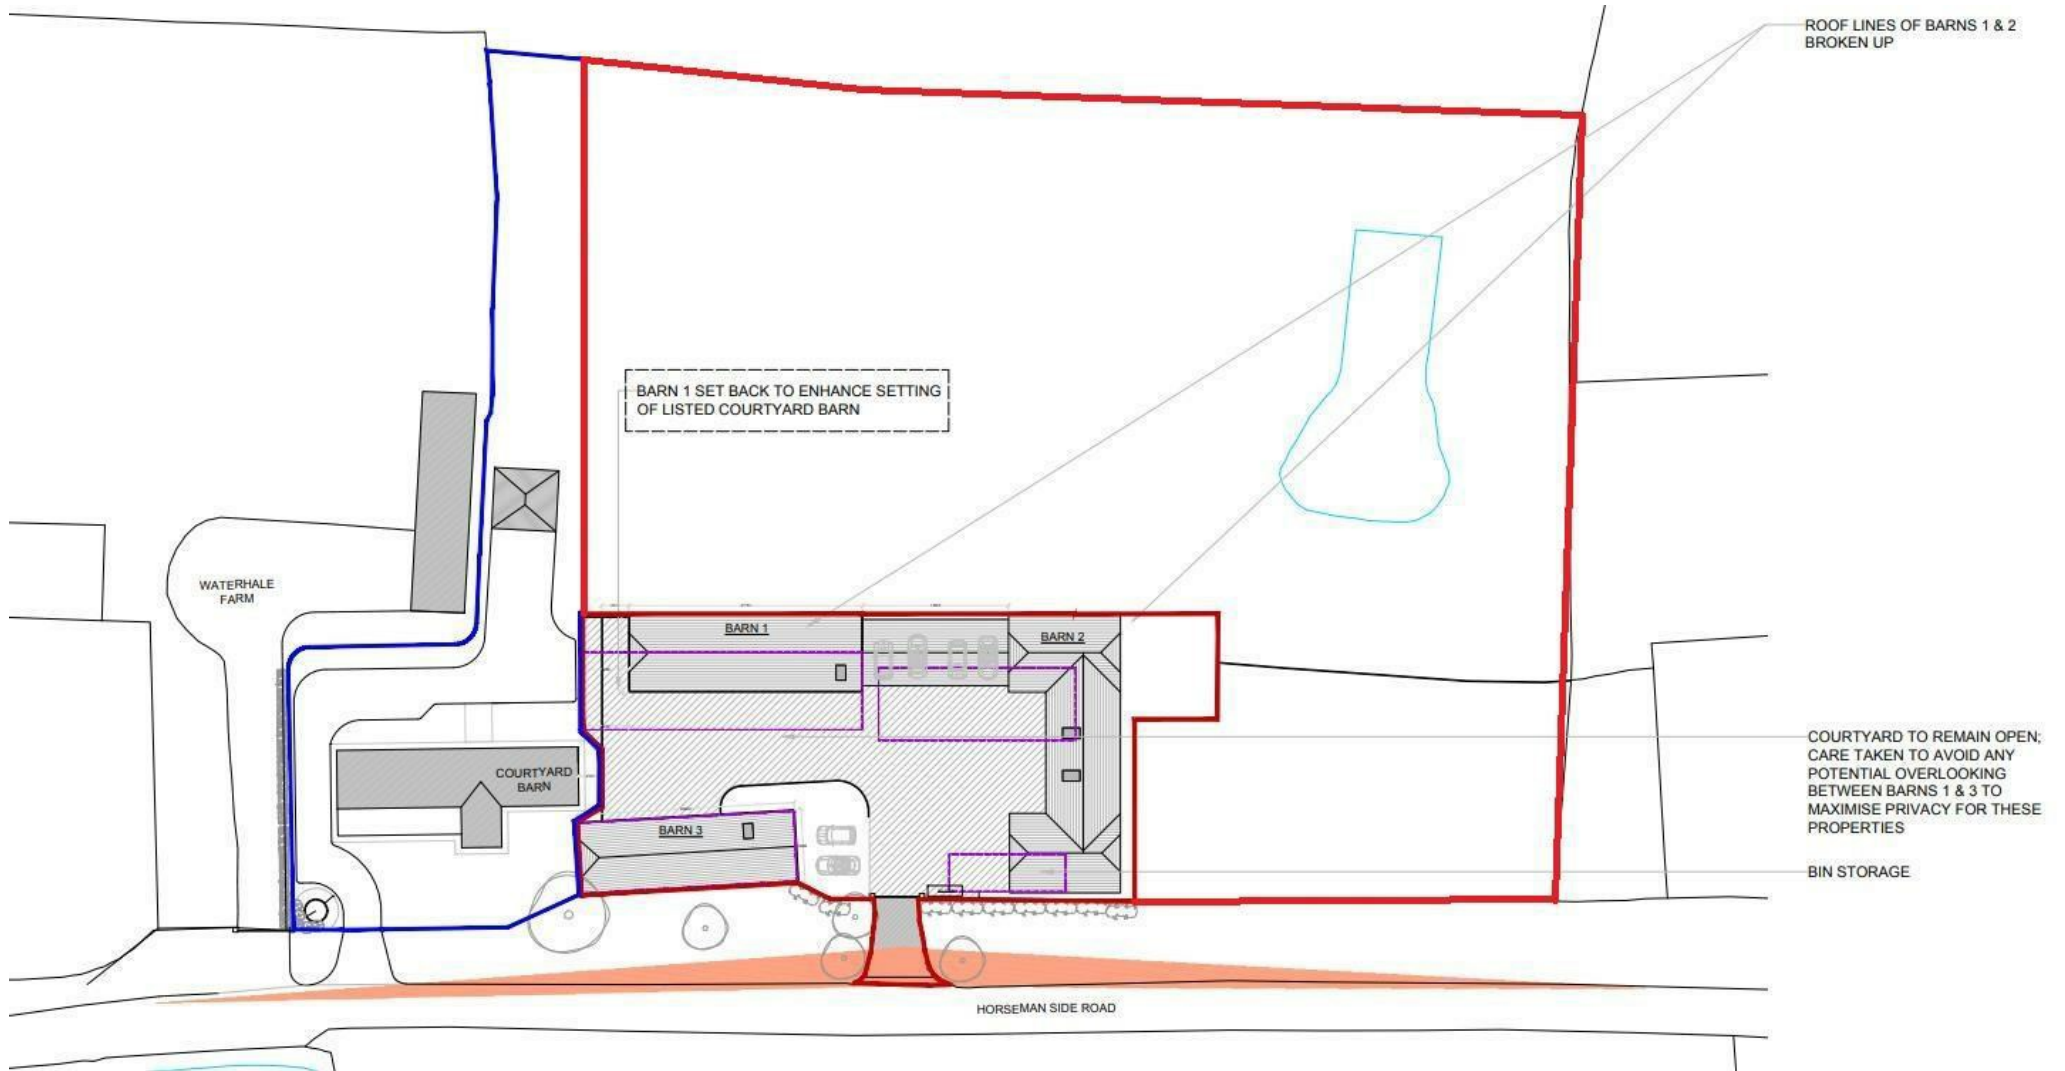 ROOF LINES OF BARNS 1 & 2
BROKEN UP
BARN 1 SET BACK TO ENHANCE SETTING
OF LISTED COURTYARD BARN
WATERHALE
FARM
BARN 1
BARN 2
COURTYARD TO REMAIN OPEN;
CARE TAKEN TO AVOID ANY
POTENTIAL OVERLOOKING
BETWEEN BARNS 1 & 3 TO
MAXIMISE PRIVACY FOR THESE
PROPERTIES
COURTYARD
BARN
BARN 3
BIN STORAGE
HORSEMAN SIDE ROAD